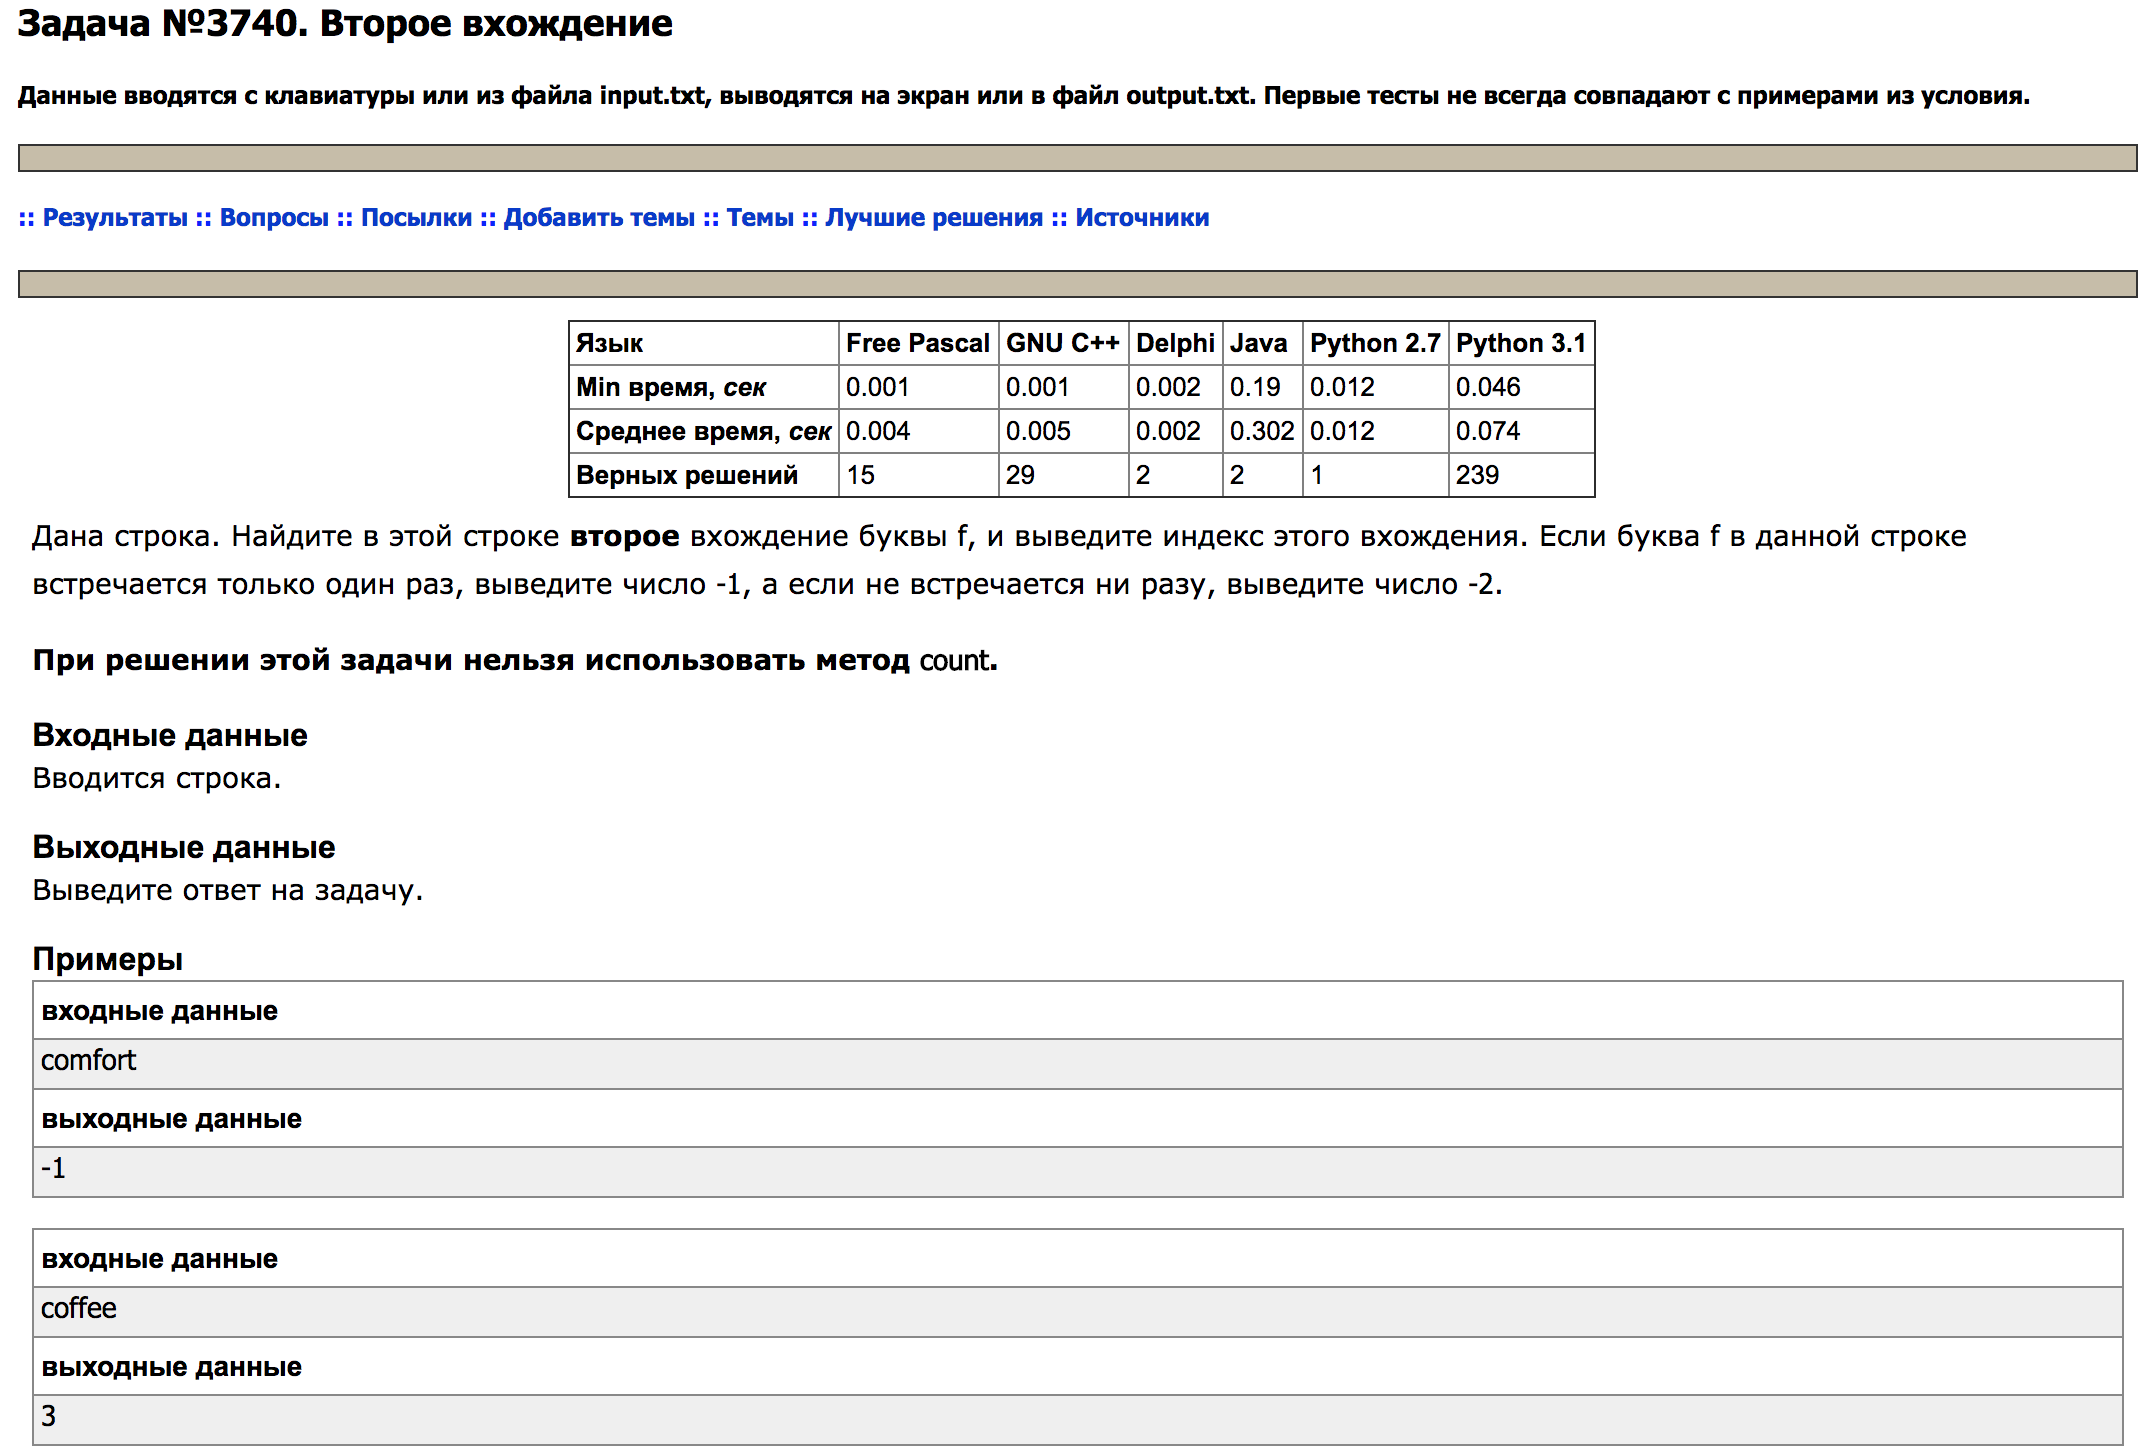 Задача №3740. Второе вхождение
Данные вводятся с клавиатуры или из файла input.txt, выводятся на экран или в файл output.txt. Первые тесты не всегда совпадают с примерами из условия.
:: Результаты :: Вопросы :: Посылки :: Добавить темы :: Темы :: Лучшие решения :: Источники
Язык Free Pascal GNU C++ Delphi Java Python 2.7 Python 3.1
Min время, сек 0.001 0.001 0.002 0.19 0.012 0.046
Среднее время, сек 0.004 0.005 0.002 0.302 0.012 0.074
Верных решений 15 29 2 2 1 239
Дана строка. Найдите в этой строке второе вхождение буквы f, и выведите индекс этого вхождения. Если буква f в данной строке
встречается только один раз, выведите число -1, а если не встречается ни разу, выведите число -2.
При решении этой задачи нельзя использовать метод count.
Входные данные
Вводится строка.
Выходные данные
Выведите ответ на задачу.
Примеры
входные данные
comfort
выходные данные
-1
входные данные
coffee
выходные данные
3